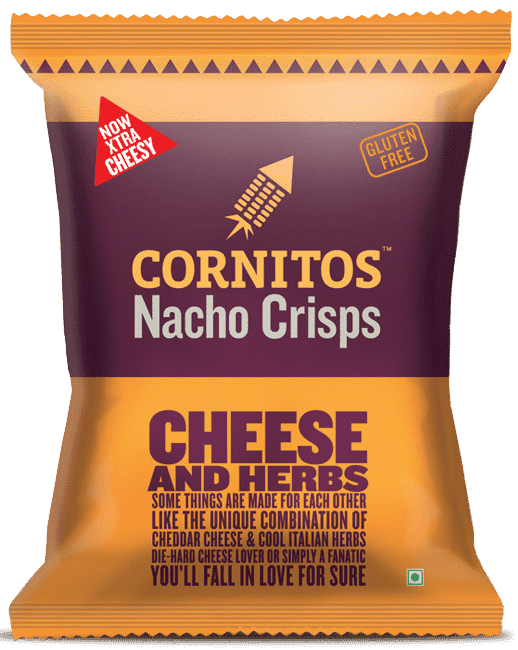 NOW
XTRA
CHEESY
GLUTEN
FREE
CORNITOS™
Nacho Crisps
CHEESE
AND HERBS
SOME THINGS ARE MADE FOR EACH OTHER
LIKE THE UNIQUE COMBINATION OF
CHEDDAR CHEESE & COOL ITALIAN HERBS
DIE-HARD CHEESE LOVER OR SIMPLY A FANATIC
YOU'LL FALL IN LOVE FOR SURE